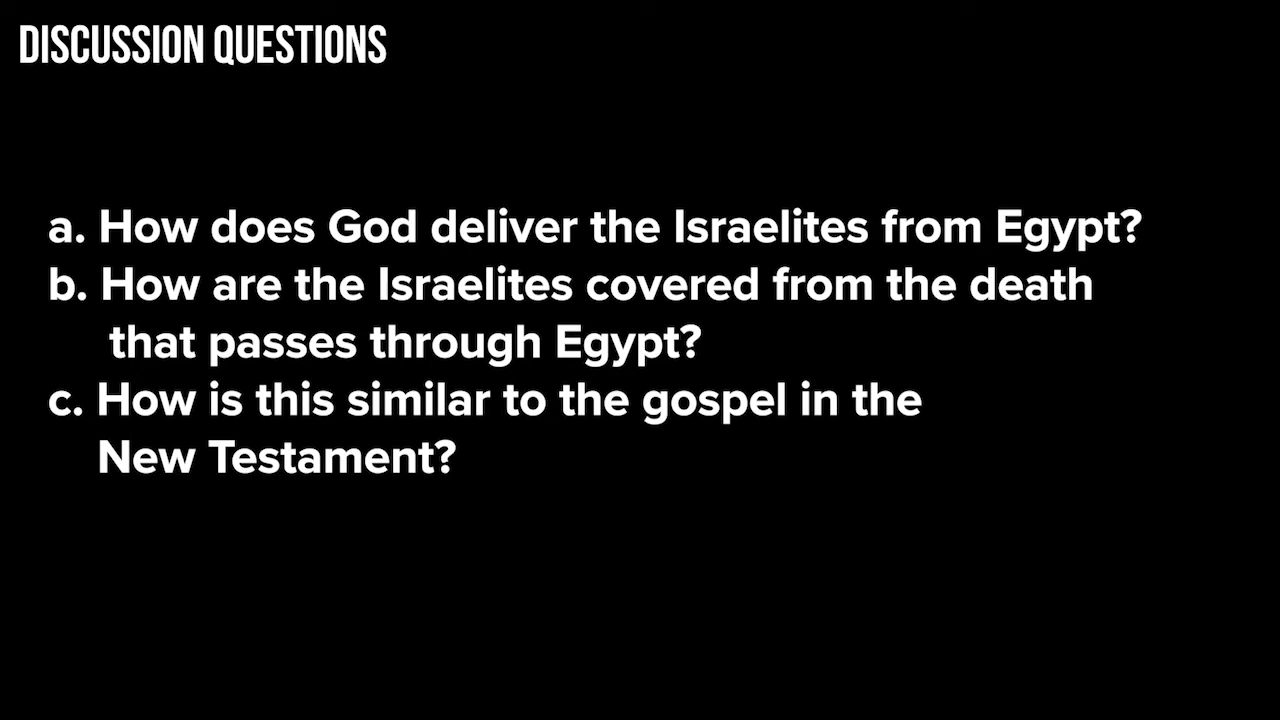 DISCUSSION QUESTIONS
a. How does God deliver the Israelites from Egypt?
b. How are the Israelites covered from the death
that passes through Egypt?
c. How is this similar to the gospel in the
New Testament?